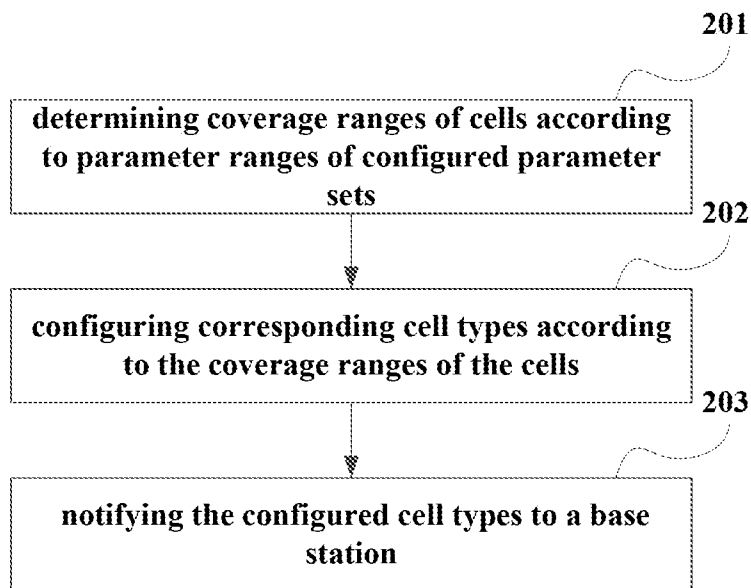 201
determining coverage ranges of cells according
to parameter ranges of configured parameter
sets
202
configuring corresponding cell types according
to the coverage ranges of the cells
203
notifying the configured cell types to a base
station